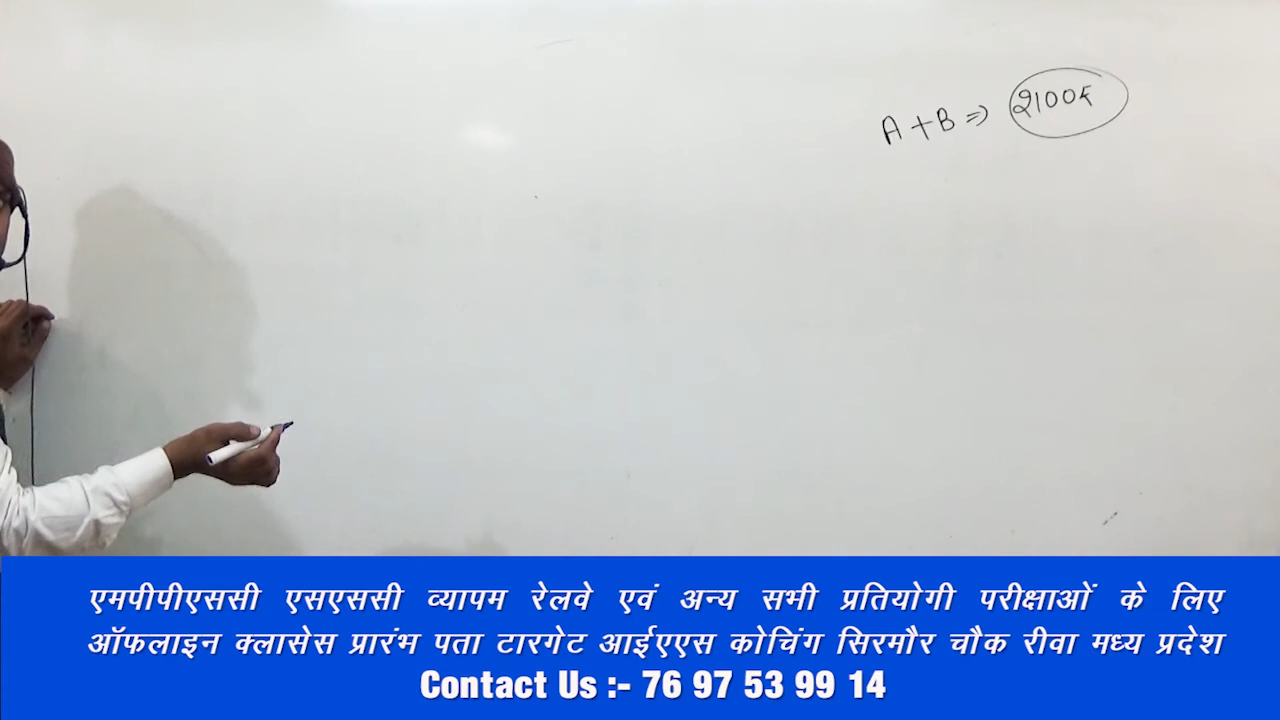 A + B ⇒ 2100₹
एमपीपीएससी एसएससी व्यापम रेलवे एवं अन्य सभी प्रतियोगी परीक्षाओं के लिए
ऑफलाइन क्लासेस प्रारंभ पता टारगेट आईएएस कोचिंग सिरमौर चौक रीवा मध्य प्रदेश
Contact Us :- 76 97 53 99 14